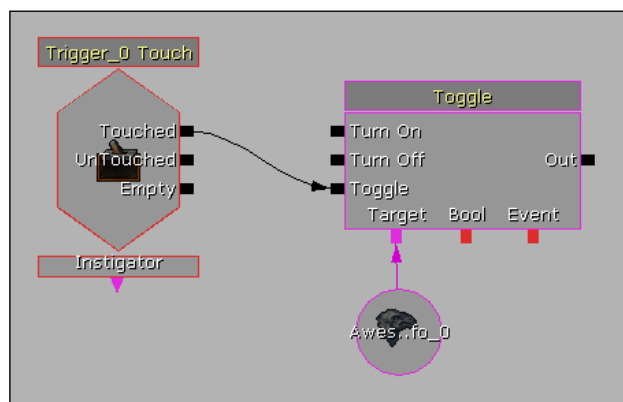 Trigger_0 Touch
Touched
UnTouched
Empty
Instigator
Toggle
Turn On
Turn Off
Out
Toggle
Target
Bool
Event
Awes..fo_0